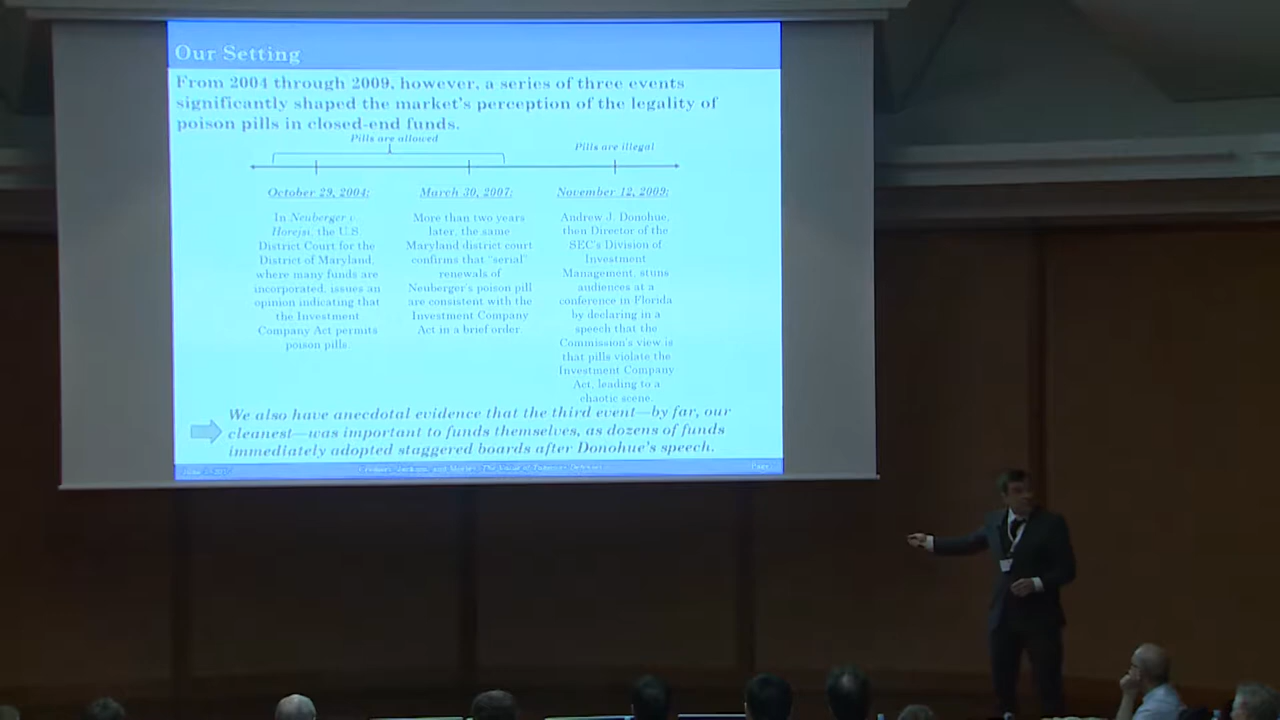 Our Setting
From 2004 through 2009, however, a series of three events
significantly shaped the market's perception of the legality of
poison pills in closed-end funds.
Pills are allowed
Pills are illegal
October 29, 2004:
In Neuberger v.
Horejsi, the U.S.
District Court for the
District of Maryland,
where many funds are
incorporated, issues an
opinion indicating that
the Investment
Company Act permits
poison pills.
March 30, 2007:
More than two years
later, the same
Maryland district court
confirms that "serial"
renewals of
Neuberger's poison pill
are consistent with the
Investment Company
Act in a brief order.
November 12, 2009:
Andrew J. Donohue,
then Director of the
SEC's Division of
Investment
Management, stuns
audiences at a
conference in Florida
by declaring in a
speech that the
Commission's view is
that pills violate the
Investment Company
Act, leading to a
chaotic scene.
We also have anecdotal evidence that the third event—by far, our
cleanest—was important to funds themselves, as dozens of funds
immediately adopted staggered boards after Donohue's speech.